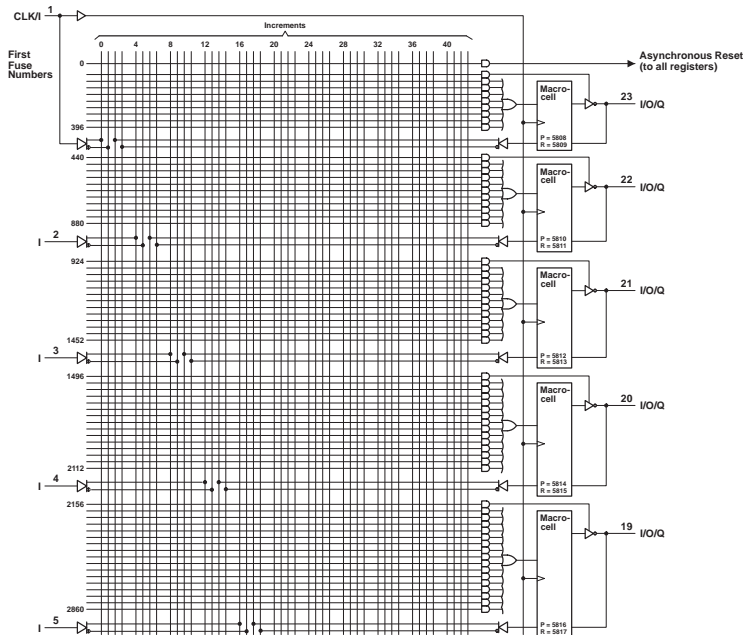 CLK/I 1
Increments
First
Fuse
Numbers
0 4 8 12 16 20 24 28 32 36 40
0
Asynchronous Reset
(to all registers)
Macro-
cell
23 I/O/Q
396
P = 5808
R = 5809
440
Macro-
cell
22 I/O/Q
880
I 2
P = 5810
R = 5811
924
Macro-
cell
21 I/O/Q
1452
I 3
P = 5812
R = 5813
1496
Macro-
cell
20 I/O/Q
2112
I 4
P = 5814
R = 5815
2156
Macro-
cell
19 I/O/Q
2860
I 5
P = 5816
R = 5817